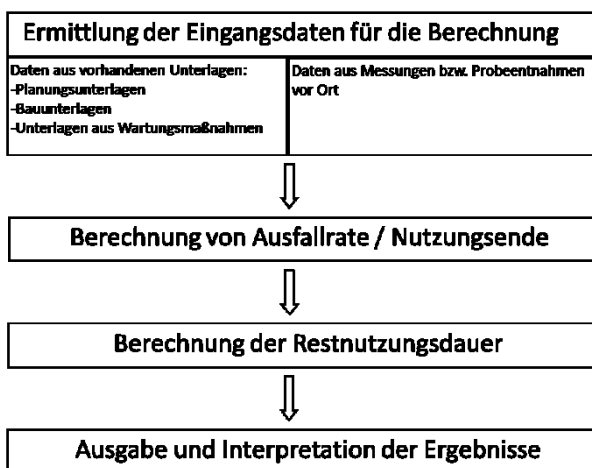 Ermittlung der Eingangsdaten für die Berechnung
Daten aus vorhandenen Unterlagen:
-Planungsunterlagen
-Bauunterlagen
-Unterlagen aus Wartungsmaßnahmen
Daten aus Messungen bzw. Probeentnahmen
vor Ort
Berechnung von Ausfallrate / Nutzungsende
Berechnung der Restnutzungsdauer
Ausgabe und Interpretation der Ergebnisse